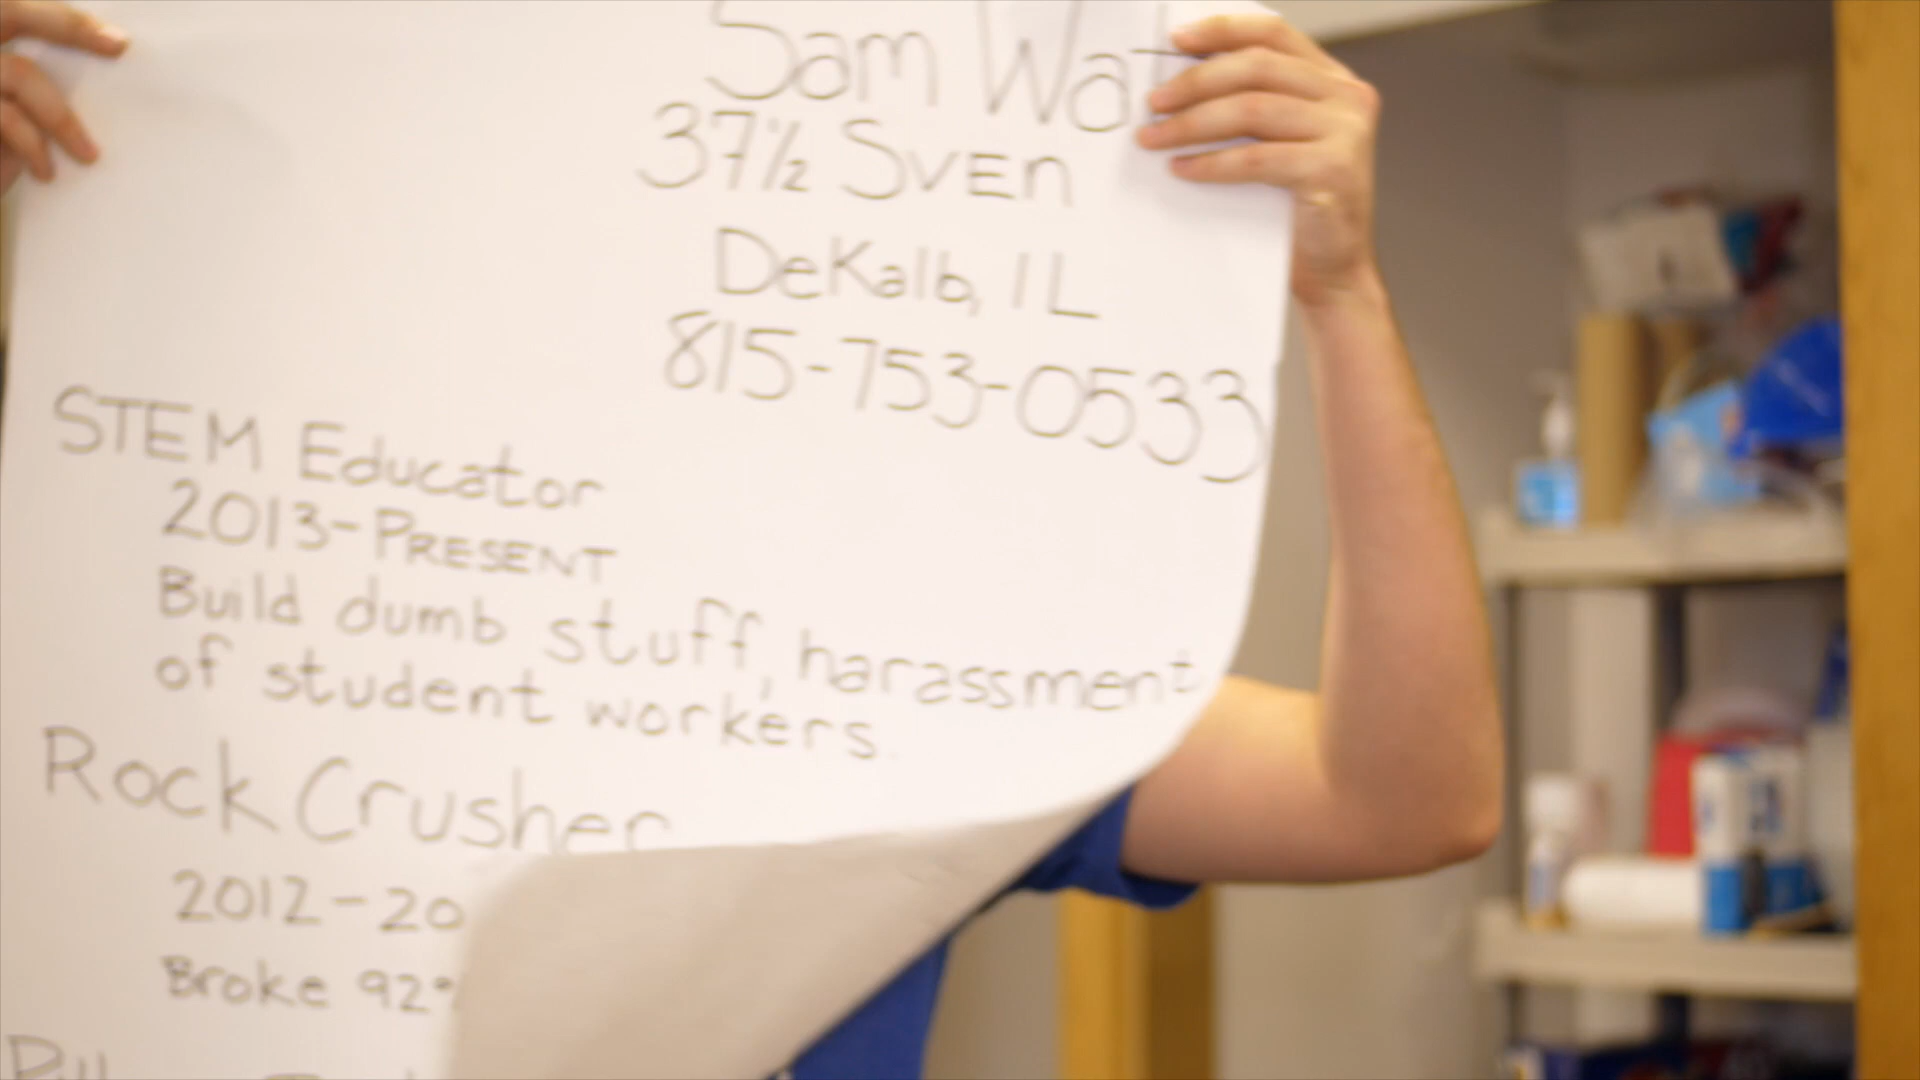 Sam
37½ SVEN
DeKalb, IL
815-753-0533
STEM Educator
2013-PRESENT
Build dumb stuff, harassment
of student workers.
Rock Crusher
2012-20
Broke 92%